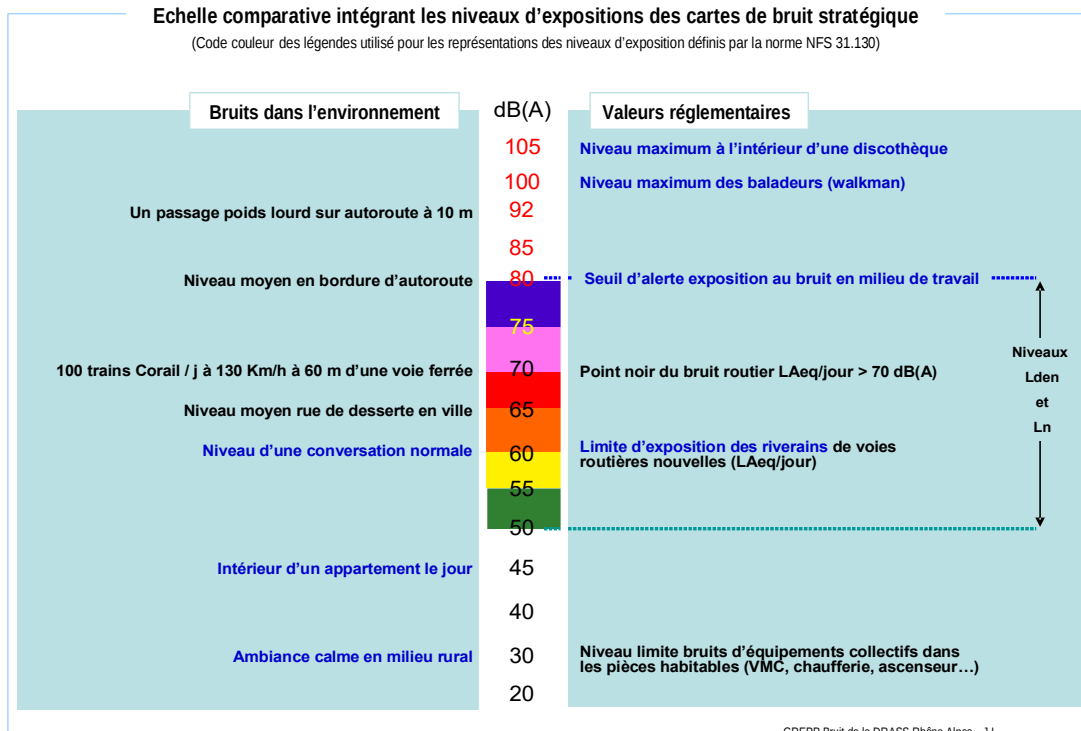 Echelle comparative intégrant les niveaux d'expositions des cartes de bruit stratégique
(Code couleur des légendes utilisé pour les représentations des niveaux d'exposition définis par la norme NFS 31.130)
Bruits dans l'environnement
dB(A)
Valeurs réglementaires
105
Niveau maximum à l'intérieur d'une discothèque
100
Niveau maximum des baladeurs (walkman)
Un passage poids lourd sur autoroute à 10 m
92
85
Niveau moyen en bordure d'autoroute
80
Seuil d'alerte exposition au bruit en milieu de travail
75
100 trains Corail / j à 130 Km/h à 60 m d'une voie ferrée
70
Point noir du bruit routier LAeq/jour > 70 dB(A)
Niveaux
Lden
et
Ln
Niveau moyen rue de desserte en ville
65
Niveau d'une conversation normale
60
Limite d'exposition des riverains de voies
routières nouvelles (LAeq/jour)
55
50
Intérieur d'un appartement le jour
45
40
Ambiance calme en milieu rural
30
Niveau limite bruits d'équipements collectifs dans
les pièces habitables (VMC, chaufferie, ascenseur…)
20